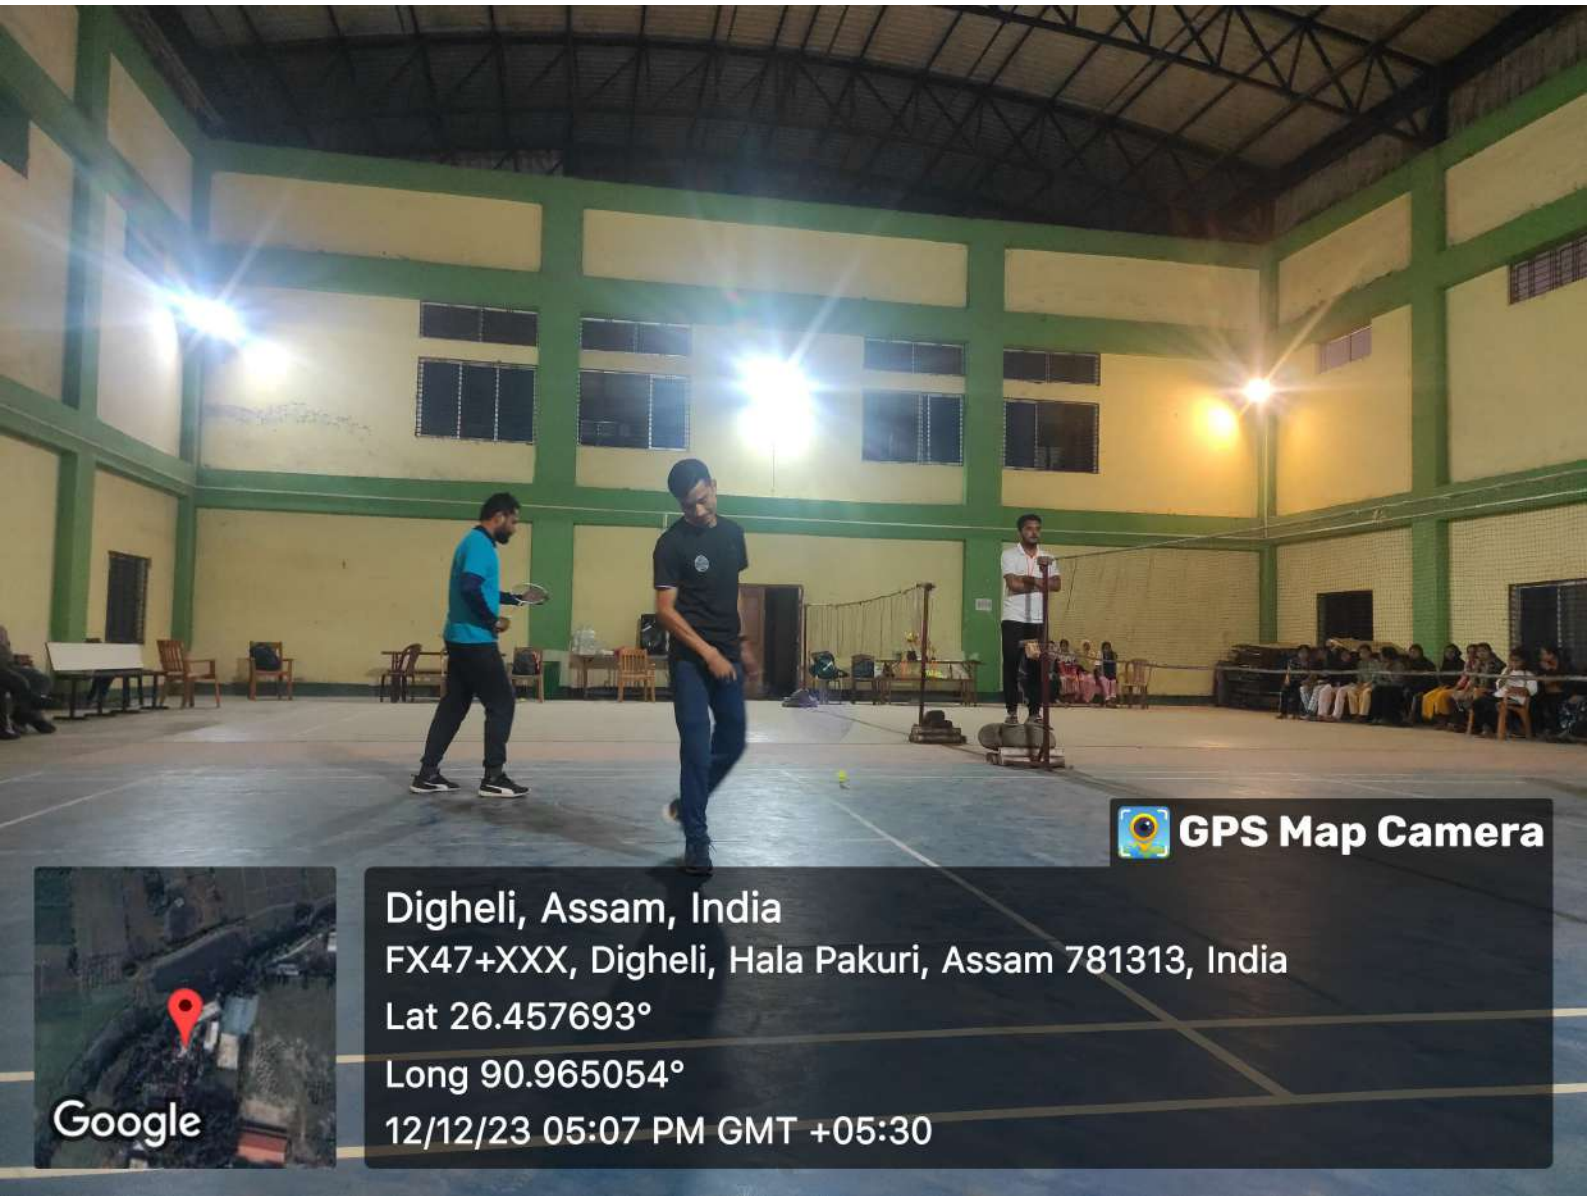 GPS Map Camera
Digheli, Assam, India
FX47+XXX, Digheli, Hala Pakuri, Assam 781313, India
Lat 26.457693°
Long 90.965054°
12/12/23 05:07 PM GMT +05:30
Google